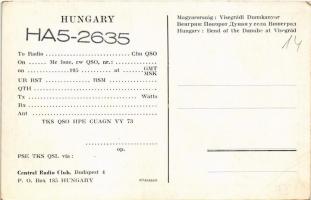 HUNGARY
HA5-2635
To Radio Cfm QSO
On Mc fone, cw QSO, nr.:
on 195 at GMT
MSK
UR RST RSM
QTH
Tx Watts
Rx
Ant
TKS QSO HPE CUAGN VY 73
op.
PSE TKS QSL via:
Central Radio Club, Budapest 4
P. O. Box 185 HUNGARY
Magyarország: Visegrádi Dunakanyar
Венгрия: Поворот Дуная у села Вишеград
Hungary: Bend of the Danube at Visegrád
14